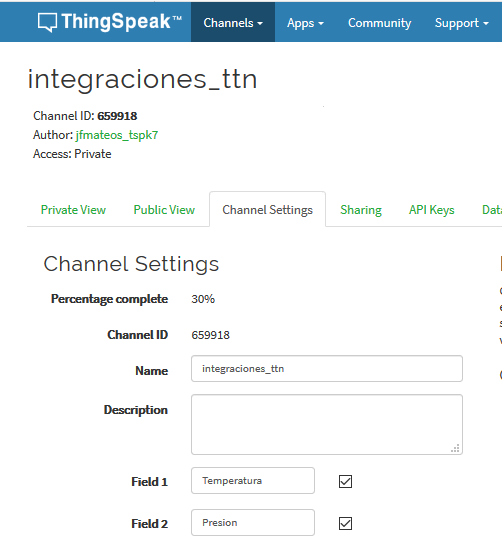 ThingSpeak™ Channels Apps Community Support
integraciones_ttn
Channel ID: 659918
Author: jfmateos_tspk7
Access: Private
Private View Public View Channel Settings Sharing API Keys Data
Channel Settings
Percentage complete 30%
Channel ID 659918
Name integraciones_ttn
Description
Field 1 Temperatura
Field 2 Presion